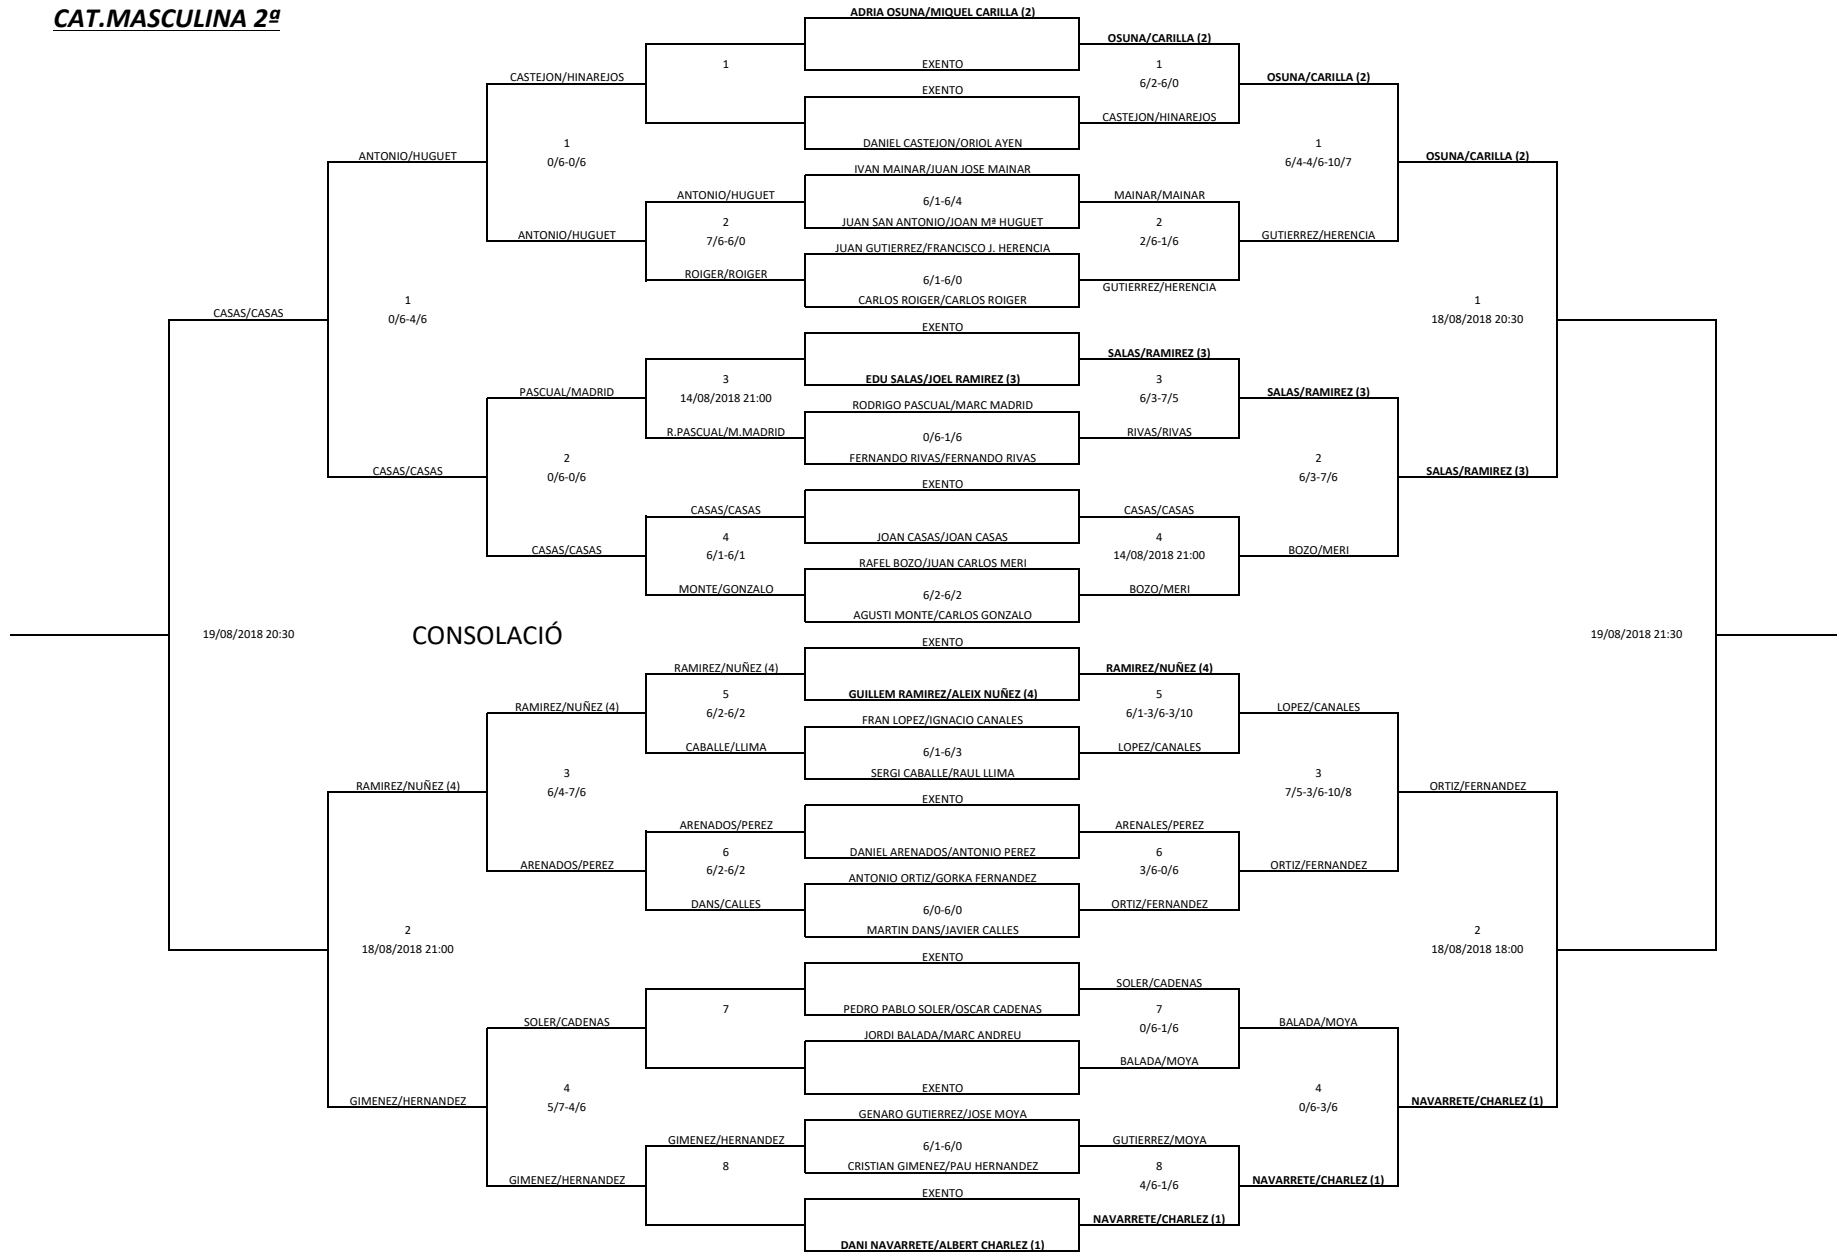 CAT.MASCULINA 2ª
ADRIA OSUNA/MIQUEL CARILLA (2)
OSUNA/CARILLA (2)
1
EXENTO
1
CASTEJON/HINAREJOS
6/2-6/0
OSUNA/CARILLA (2)
EXENTO
CASTEJON/HINAREJOS
1
DANIEL CASTEJON/ORIOL AYEN
1
ANTONIO/HUGUET
0/6-0/6
6/4-4/6-10/7
OSUNA/CARILLA (2)
IVAN MAINAR/JUAN JOSE MAINAR
ANTONIO/HUGUET
6/1-6/4
MAINAR/MAINAR
2
JUAN SAN ANTONIO/JOAN Mª HUGUET
2
ANTONIO/HUGUET
7/6-6/0
2/6-1/6
GUTIERREZ/HERENCIA
JUAN GUTIERREZ/FRANCISCO J. HERENCIA
ROIGER/ROIGER
6/1-6/0
GUTIERREZ/HERENCIA
1
CARLOS ROIGER/CARLOS ROIGER
1
CASAS/CASAS
0/6-4/6
18/08/2018 20:30
EXENTO
SALAS/RAMIREZ (3)
3
EDU SALAS/JOEL RAMIREZ (3)
3
PASCUAL/MADRID
14/08/2018 21:00
6/3-7/5
SALAS/RAMIREZ (3)
RODRIGO PASCUAL/MARC MADRID
R.PASCUAL/M.MADRID
0/6-1/6
RIVAS/RIVAS
2
FERNANDO RIVAS/FERNANDO RIVAS
2
CASAS/CASAS
0/6-0/6
6/3-7/6
SALAS/RAMIREZ (3)
EXENTO
CASAS/CASAS
CASAS/CASAS
4
JOAN CASAS/JOAN CASAS
4
CASAS/CASAS
6/1-6/1
14/08/2018 21:00
BOZO/MERI
RAFEL BOZO/JUAN CARLOS MERI
MONTE/GONZALO
6/2-6/2
BOZO/MERI
AGUSTI MONTE/CARLOS GONZALO
19/08/2018 20:30
CONSOLACIÓ
19/08/2018 21:30
EXENTO
RAMIREZ/NUÑEZ (4)
RAMIREZ/NUÑEZ (4)
5
GUILLEM RAMIREZ/ALEIX NUÑEZ (4)
5
RAMIREZ/NUÑEZ (4)
6/2-6/2
6/1-3/6-3/10
LOPEZ/CANALES
FRAN LOPEZ/IGNACIO CANALES
CABALLE/LLIMA
6/1-6/3
LOPEZ/CANALES
3
SERGI CABALLE/RAUL LLIMA
3
RAMIREZ/NUÑEZ (4)
6/4-7/6
7/5-3/6-10/8
ORTIZ/FERNANDEZ
EXENTO
ARENADOS/PEREZ
ARENALES/PEREZ
6
DANIEL ARENADOS/ANTONIO PEREZ
6
ARENADOS/PEREZ
6/2-6/2
3/6-0/6
ORTIZ/FERNANDEZ
ANTONIO ORTIZ/GORKA FERNANDEZ
DANS/CALLES
6/0-6/0
ORTIZ/FERNANDEZ
2
MARTIN DANS/JAVIER CALLES
2
18/08/2018 21:00
18/08/2018 18:00
EXENTO
SOLER/CADENAS
7
PEDRO PABLO SOLER/OSCAR CADENAS
7
SOLER/CADENAS
0/6-1/6
BALADA/MOYA
JORDI BALADA/MARC ANDREU
BALADA/MOYA
4
EXENTO
4
GIMENEZ/HERNANDEZ
5/7-4/6
0/6-3/6
NAVARRETE/CHARLEZ (1)
GENARO GUTIERREZ/JOSE MOYA
GIMENEZ/HERNANDEZ
6/1-6/0
GUTIERREZ/MOYA
8
CRISTIAN GIMENEZ/PAU HERNANDEZ
8
GIMENEZ/HERNANDEZ
4/6-1/6
NAVARRETE/CHARLEZ (1)
EXENTO
NAVARRETE/CHARLEZ (1)
DANI NAVARRETE/ALBERT CHARLEZ (1)